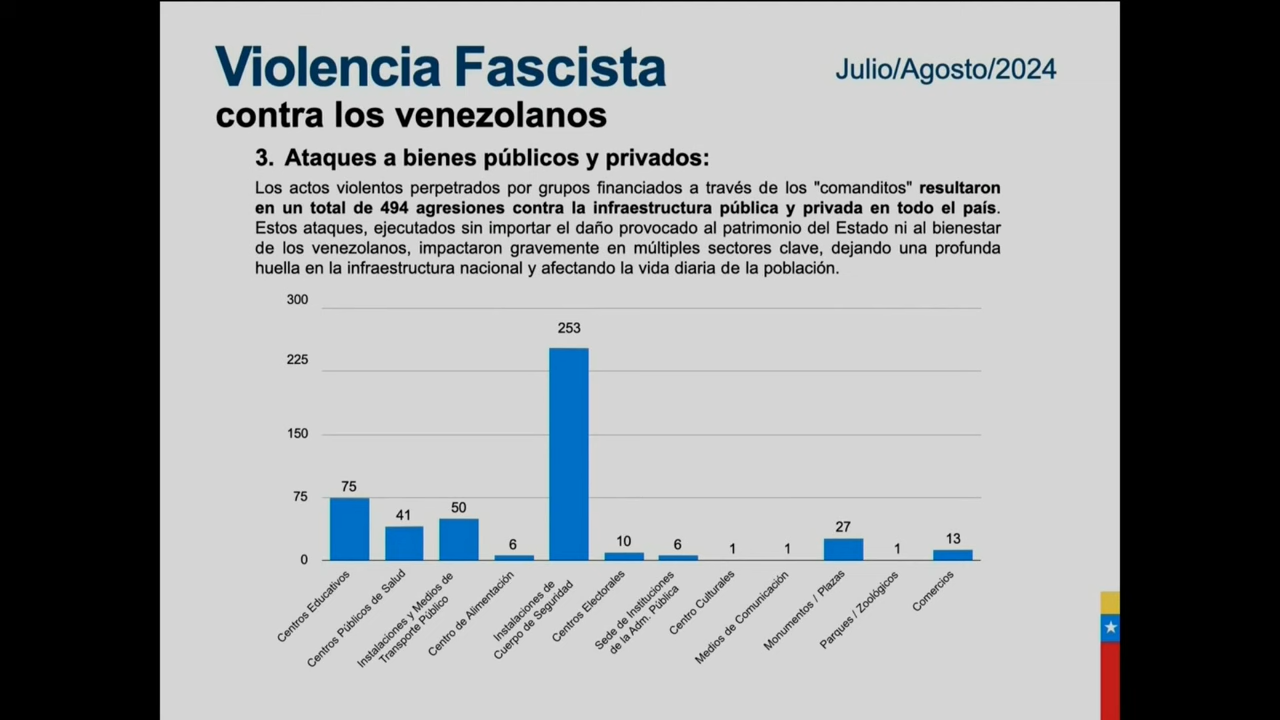 Violencia Fascista
Julio/Agosto/2024
contra los venezolanos
3. Ataques a bienes públicos y privados:
Los actos violentos perpetrados por grupos financiados a través de los "comanditos" resultaron
en un total de 494 agresiones contra la infraestructura pública y privada en todo el país.
Estos ataques, ejecutados sin importar el daño provocado al patrimonio del Estado ni al bienestar
de los venezolanos, impactaron gravemente en múltiples sectores clave, dejando una profunda
huella en la infraestructura nacional y afectando la vida diaria de la población.
300
225
150
75
0
75
41
50
6
253
10
6
1
1
27
1
13
Centros Educativos
Centros Públicos de Salud
Instalaciones y Medios de
Transporte Público
Centro de Alimentación
Instalaciones de
Cuerpo de Seguridad
Centros Electorales
Sede de Instituciones
de la Adm. Pública
Centro Culturales
Medios de Comunicación
Monumentos / Plazas
Parques / Zoológicos
Comercios